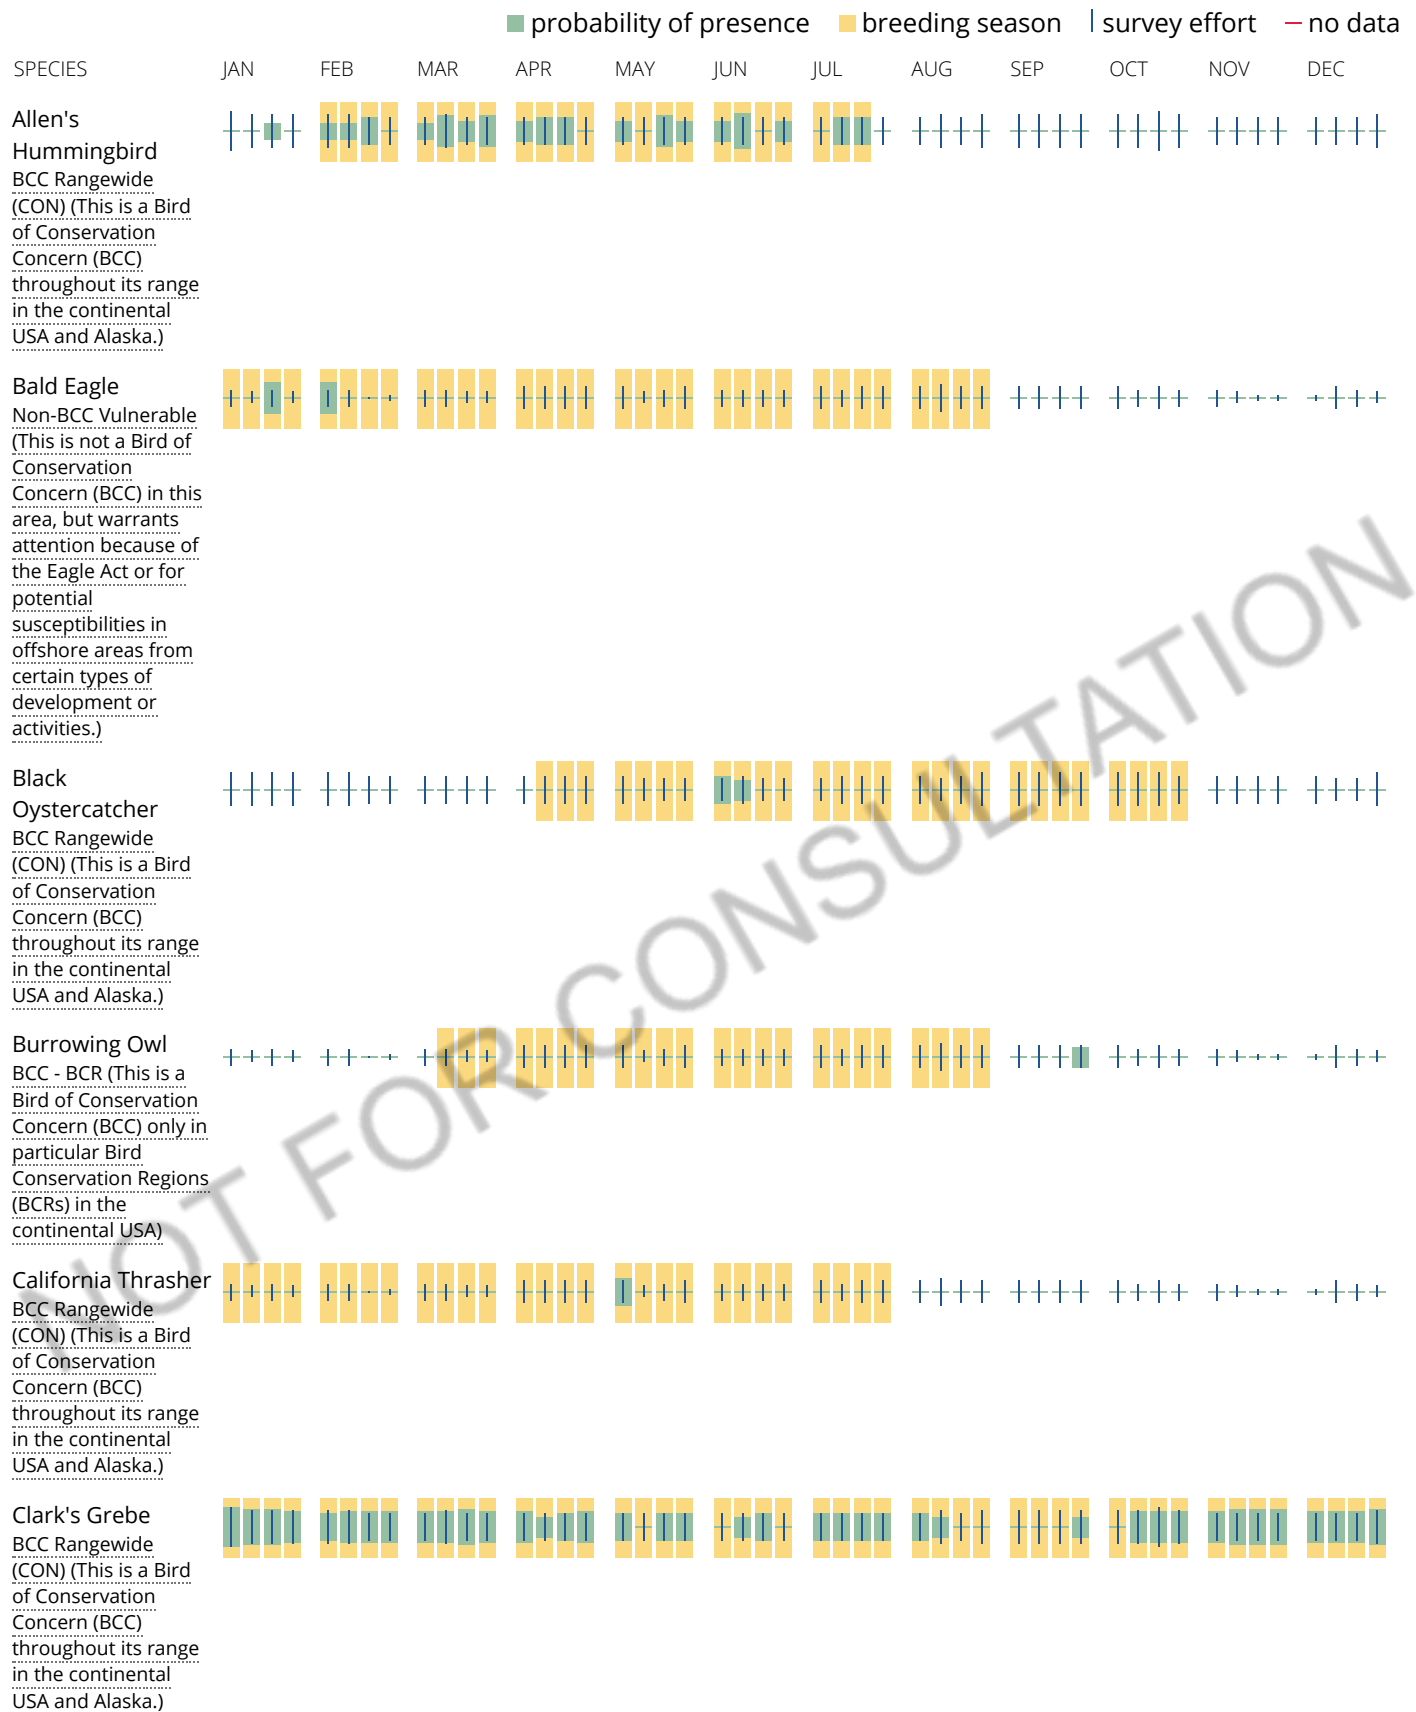 probability of presence breeding season survey effort no data
SPECIES JAN FEB MAR APR MAY JUN JUL AUG SEP OCT NOV DEC
Allen's
Hummingbird
BCC Rangewide
(CON) (This is a Bird
of Conservation
Concern (BCC)
throughout its range
in the continental
USA and Alaska.)
Bald Eagle
Non-BCC Vulnerable
(This is not a Bird of
Conservation
Concern (BCC) in this
area, but warrants
attention because of
the Eagle Act or for
potential
susceptibilities in
offshore areas from
certain types of
development or
activities.)
Black
Oystercatcher
BCC Rangewide
(CON) (This is a Bird
of Conservation
Concern (BCC)
throughout its range
in the continental
USA and Alaska.)
Burrowing Owl
BCC - BCR (This is a
Bird of Conservation
Concern (BCC) only in
particular Bird
Conservation Regions
(BCRs) in the
continental USA)
California Thrasher
BCC Rangewide
(CON) (This is a Bird
of Conservation
Concern (BCC)
throughout its range
in the continental
USA and Alaska.)
Clark's Grebe
BCC Rangewide
(CON) (This is a Bird
of Conservation
Concern (BCC)
throughout its range
in the continental
USA and Alaska.)
NOT FOR CONSULTATION